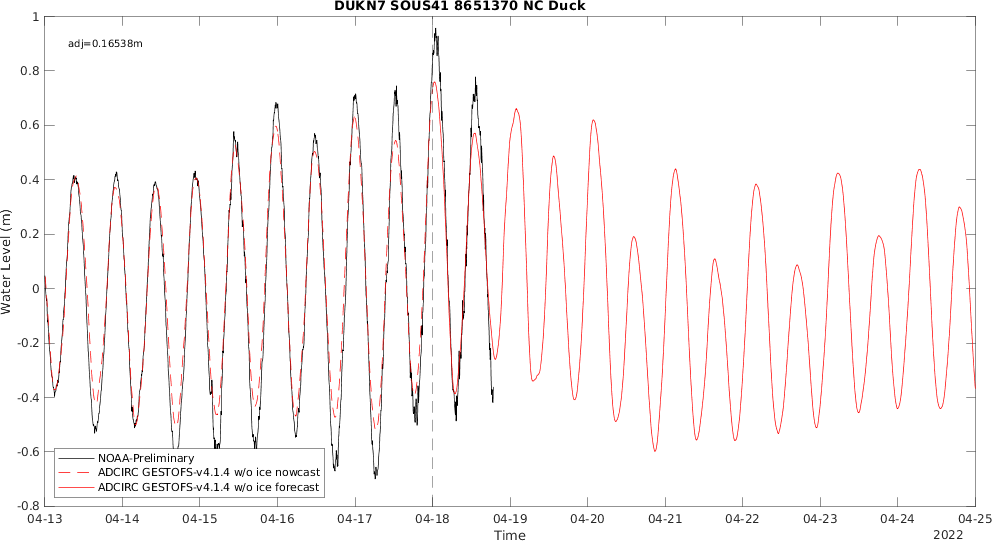 DUKN7 SOUS41 8651370 NC Duck
adj=0.16538m
1
0.8
0.6
0.4
0.2
0
-0.2
-0.4
-0.6
-0.8
Water Level (m)
NOAA-Preliminary
ADCIRC GESTOFS-v4.1.4 w/o ice nowcast
ADCIRC GESTOFS-v4.1.4 w/o ice forecast
04-13 04-14 04-15 04-16 04-17 04-18 04-19 04-20 04-21 04-22 04-23 04-24 04-25
Time
2022